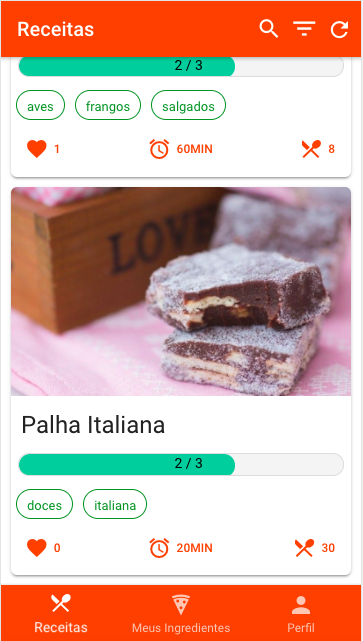 Receitas
2 / 3
aves frangos salgados
1 60MIN 8
LOVE
Palha Italiana
2 / 3
doces italiana
0 20MIN 30
Receitas Meus Ingredientes Perfil